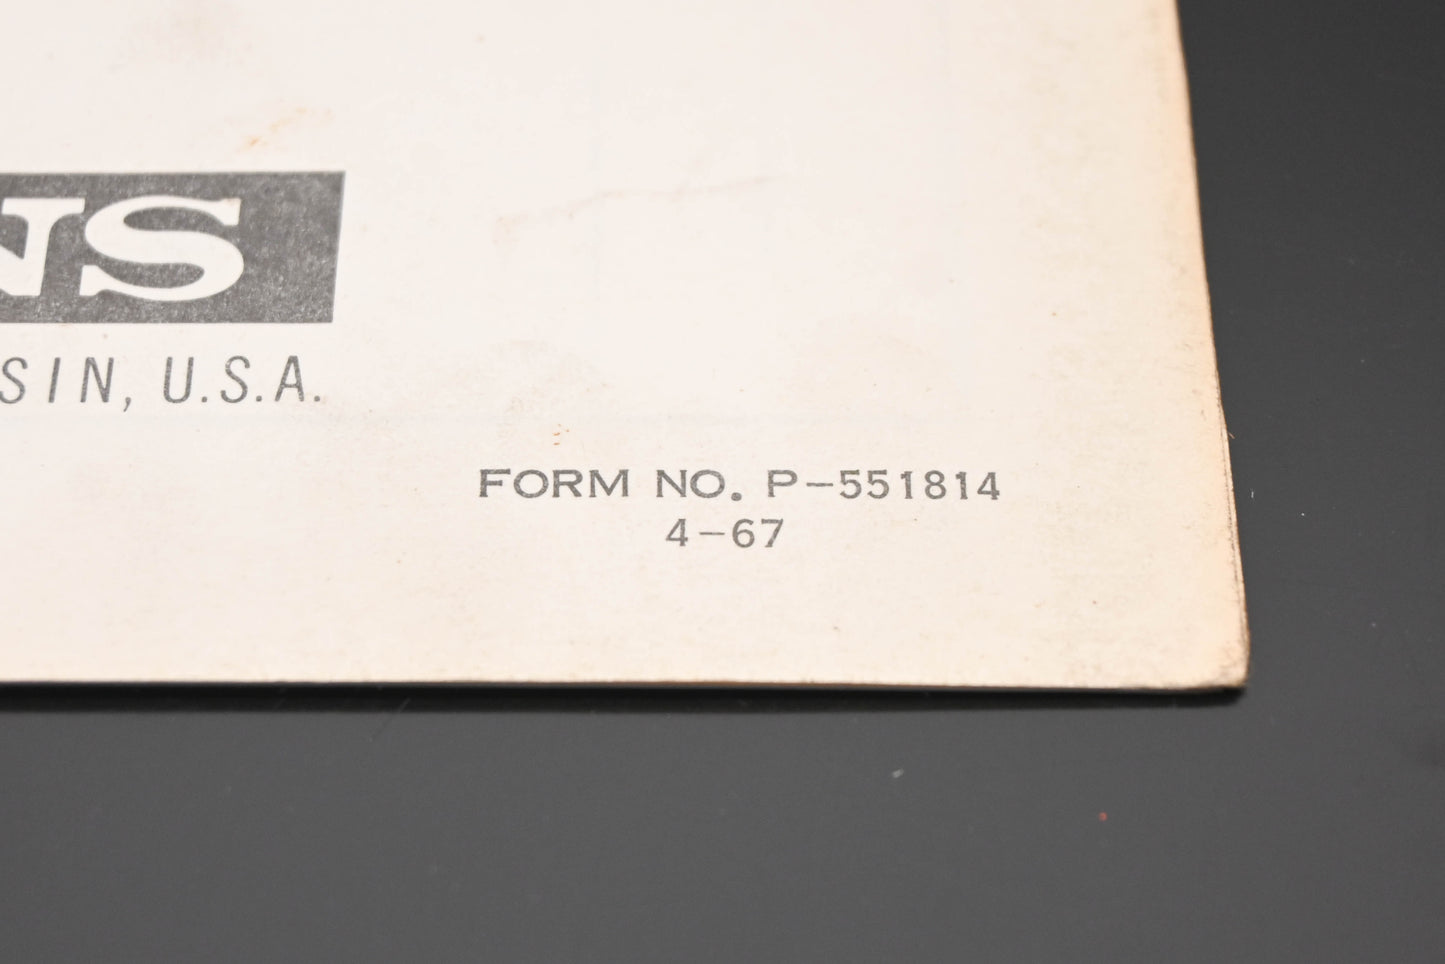 NS
SIN, U.S.A.
FORM NO. P-551814
4-67